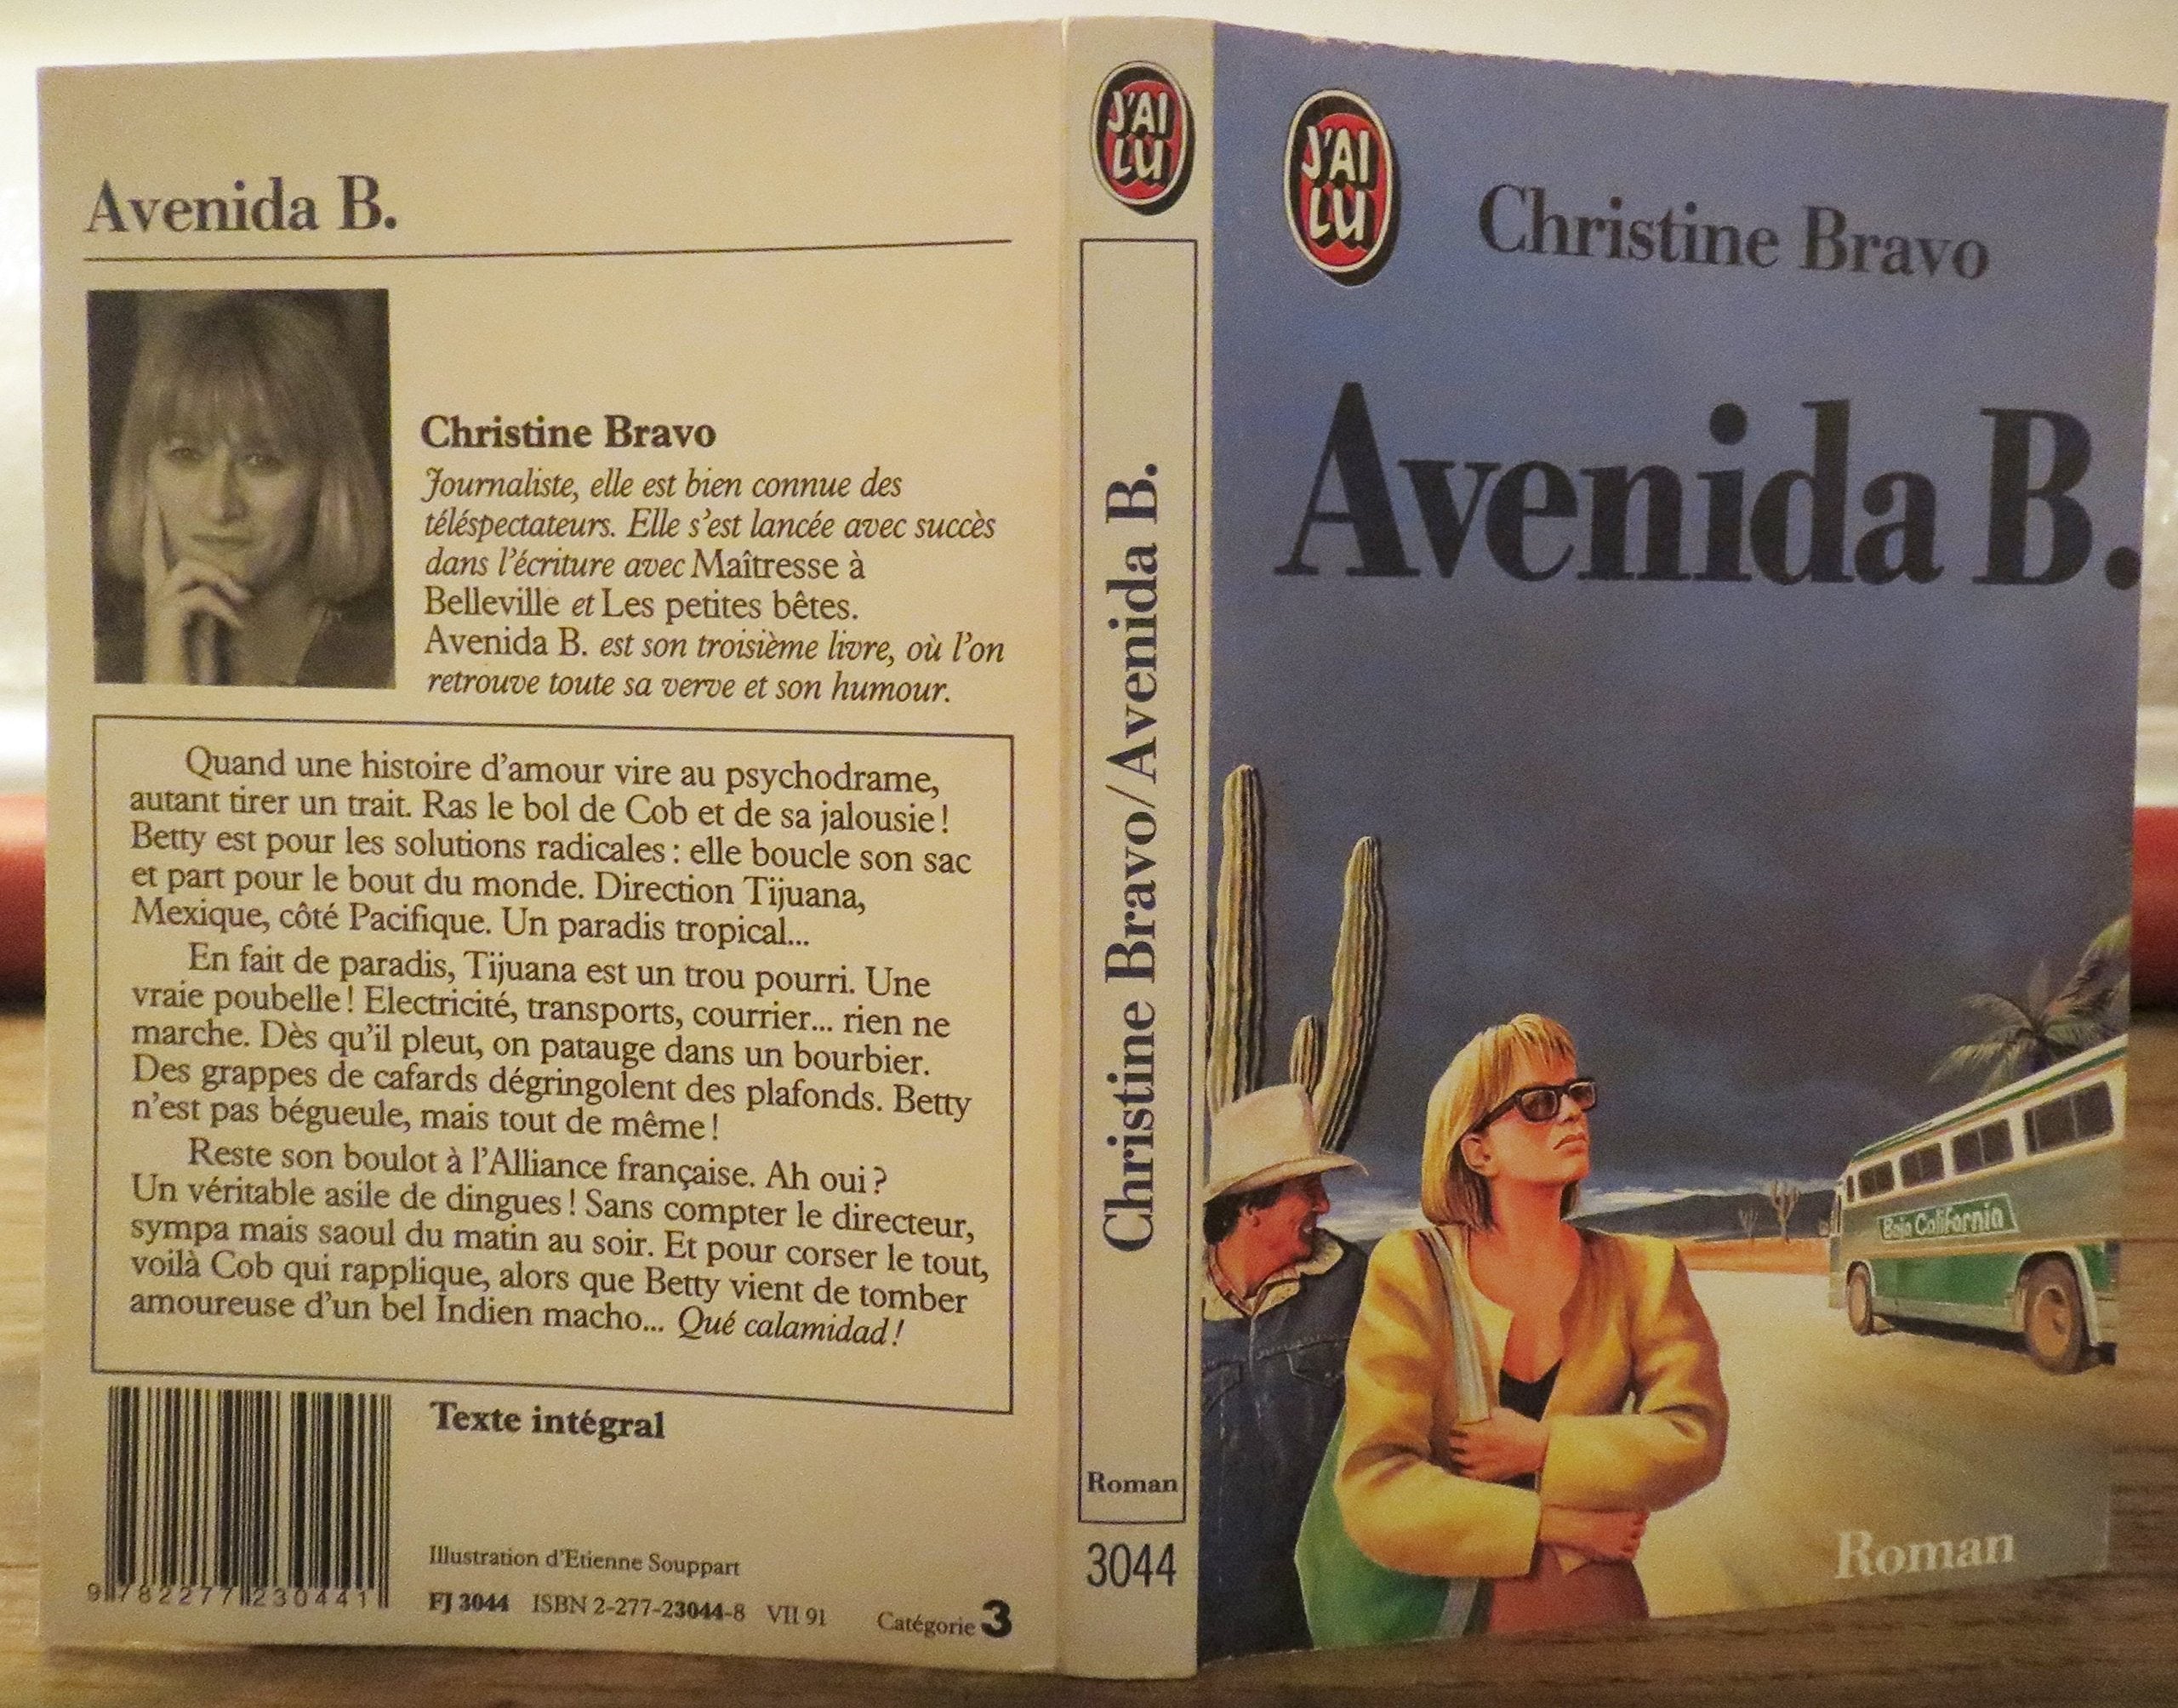 Avenida B.
Christine Bravo
Journaliste, elle est bien connue des
téléspectateurs. Elle s'est lancée avec succès
dans l'écriture avec Maîtresse à
Belleville et Les petites bêtes.
Avenida B. est son troisième livre, où l'on
retrouve toute sa verve et son humour.
Quand une histoire d'amour vire au psychodrame,
autant tirer un trait. Ras le bol de Cob et de sa jalousie !
Betty est pour les solutions radicales : elle boucle son sac
et part pour le bout du monde. Direction Tijuana,
Mexique, côté Pacifique. Un paradis tropical...
En fait de paradis, Tijuana est un trou pourri. Une
vraie poubelle ! Electricité, transports, courrier... rien ne
marche. Dès qu'il pleut, on patauge dans un bourbier.
Des grappes de cafards dégringolent des plafonds. Betty
n'est pas bégueule, mais tout de même !
Reste son boulot à l'Alliance française. Ah oui ?
Un véritable asile de dingues ! Sans compter le directeur,
sympa mais saoul du matin au soir. Et pour corser le tout,
voilà Cob qui rapplique, alors que Betty vient de tomber
amoureuse d'un bel Indien macho... Qué calamidad !
Texte intégral
Illustration d'Etienne Souppart
FJ 3044 ISBN 2-277-23044-8 VII 91 Catégorie 3
9 782277 230441
J'AI
LU
Christine Bravo/Avenida B.
Roman
3044
J'AI
LU
Christine Bravo
Avenida B.
Baja California
Roman